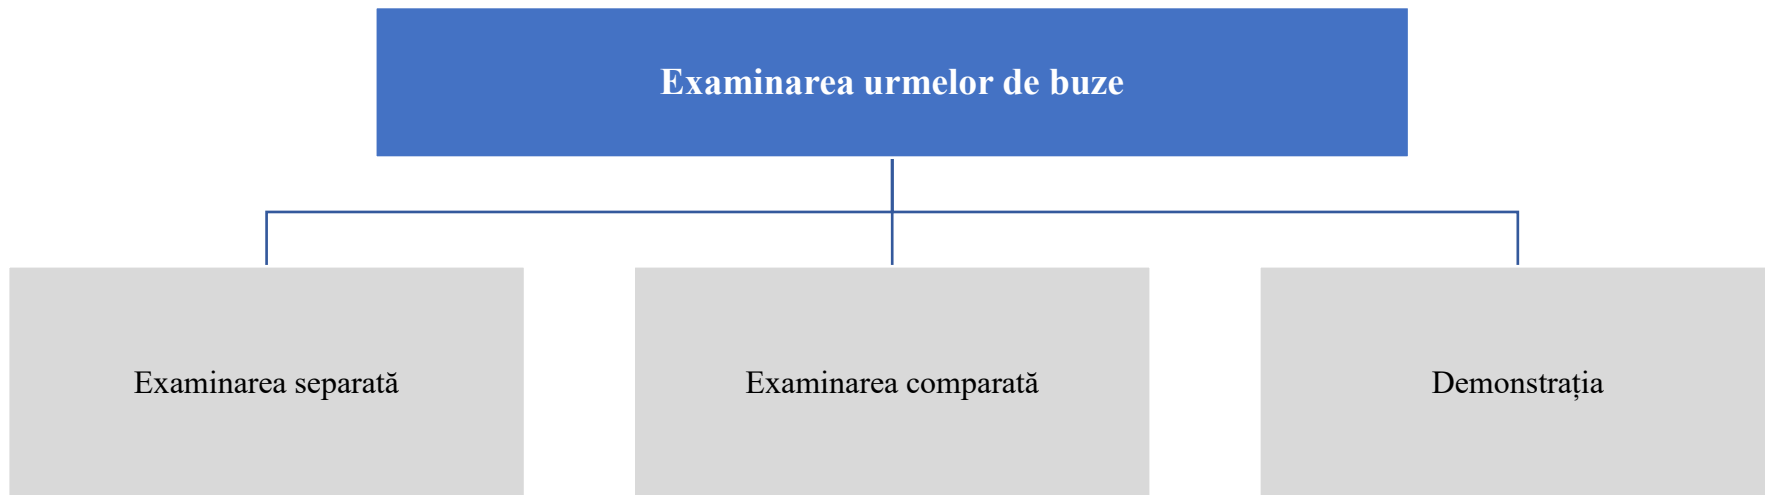 Examinarea urmelor de buze
Examinarea separată
Examinarea comparată
Demonstrația